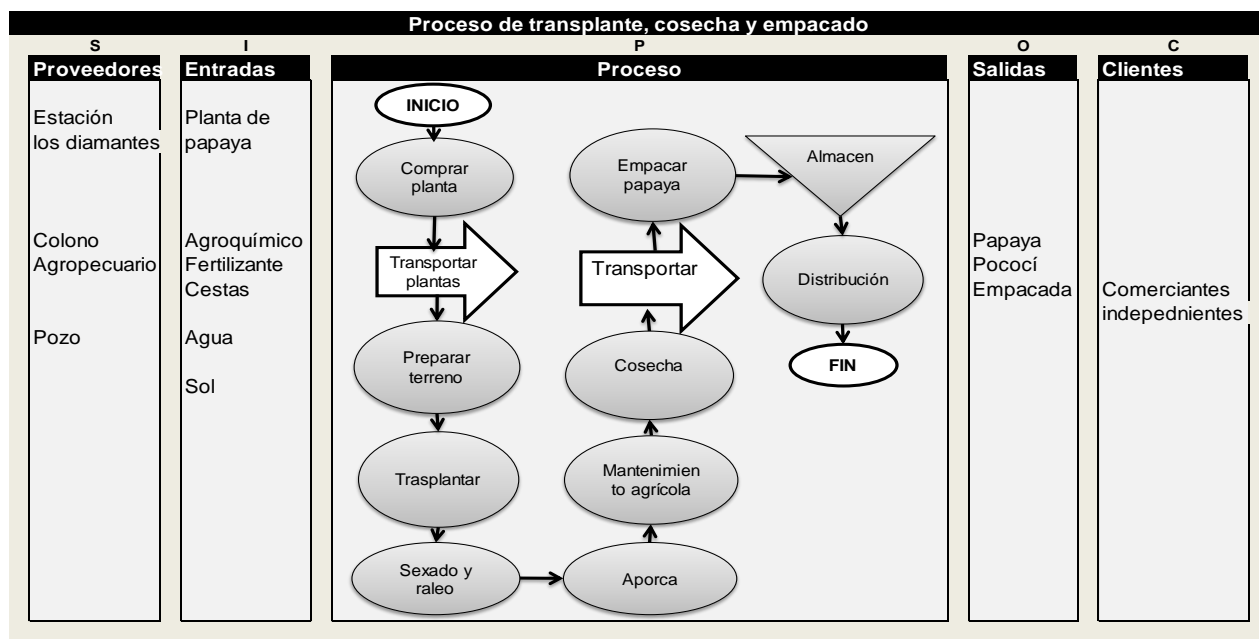 Proceso de transplante, cosecha y empacado
S
I
P
O
C
Proveedores
Entradas
Proceso
Salidas
Clientes
Estación
los diamantes
Colono
Agropecuario
Pozo
Planta de
papaya
Agroquímico
Fertilizante
Cestas
Agua
Sol
INICIO
Comprar
planta
Transportar
plantas
Preparar
terreno
Trasplantar
Sexado y
raleo
Aporca
Mantenimien
to agrícola
Cosecha
Transportar
Empacar
papaya
Almacen
Distribución
FIN
Papaya
Pococí
Empacada
Comerciantes
indepednientes